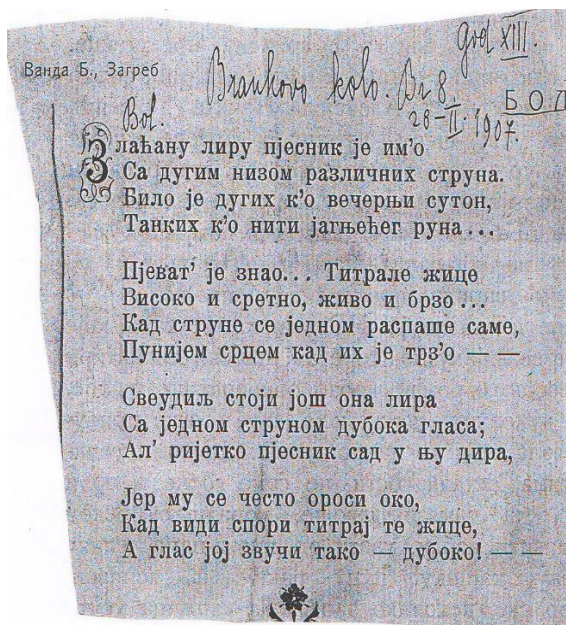 God XIII.
Ванда Б., Загреб
Brankovo kolo. Br 8.
БОЛ
Bol.
28-II-1907.
Злаћану лиру пјесник је им'о
Са дугим низом различних струна.
Било је дугих к'о вечерњи сутон,
Танких к'о нити јагњећег руна...
Пјеват' је знао... Титрале жице
Високо и сретно, живо и брзо...
Кад струне се једном распаше саме,
Пунијем срцем кад их је трз'о — —
Свеудиљ стоји још она лира
Са једном струном дубока гласа;
Ал' ријетко пјесник сад у њу дира,
Јер му се често ороси око,
Кад види спори титрај те жице,
А глас јој звучи тако — дубоко! — —